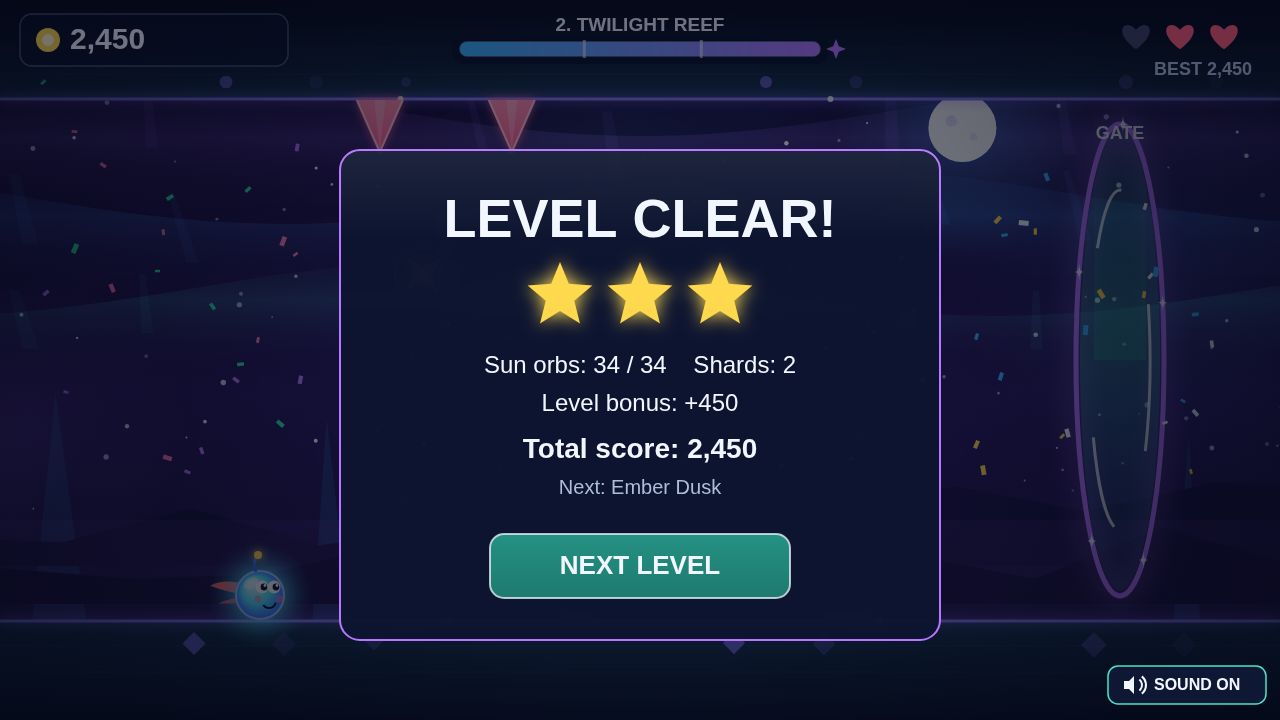 2,450
2. TWILIGHT REEF
BEST 2,450
GATE
LEVEL CLEAR!
Sun orbs: 34 / 34 Shards: 2
Level bonus: +450
Total score: 2,450
Next: Ember Dusk
NEXT LEVEL
SOUND ON